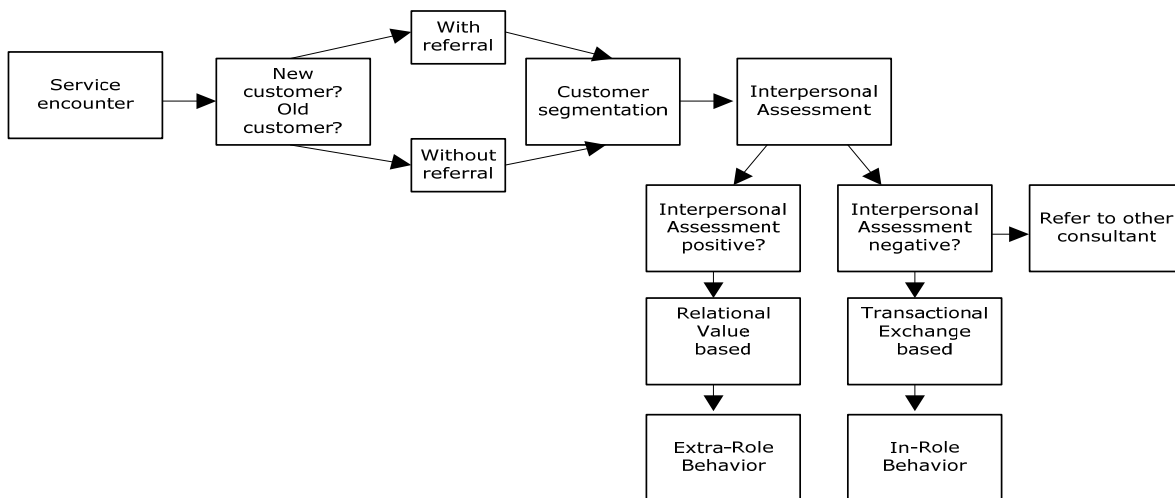 Service
encounter
New
customer?
Old
customer?
With
referral
Without
referral
Customer
segmentation
Interpersonal
Assessment
Interpersonal
Assessment
positive?
Interpersonal
Assessment
negative?
Refer to other
consultant
Relational
Value
based
Transactional
Exchange
based
Extra-Role
Behavior
In-Role
Behavior